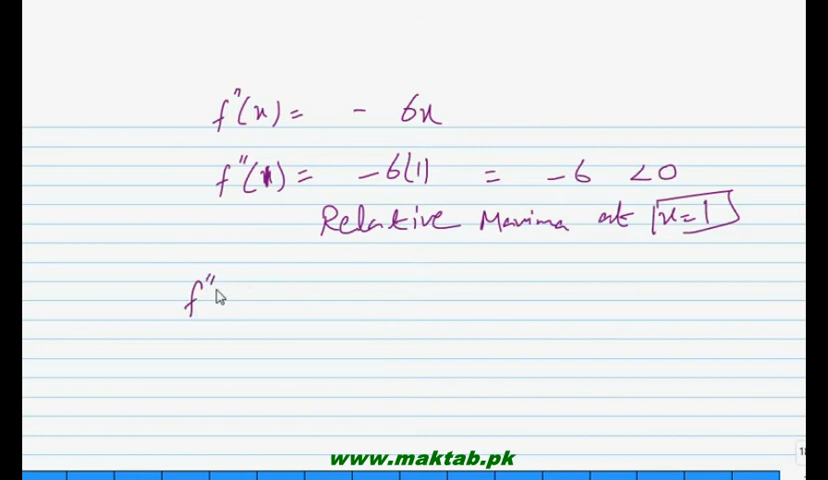 f"(x) = - 6x
f"(1) = -6(1) = -6 <0
Relative Maxima at x=1
f"
www.maktab.pk